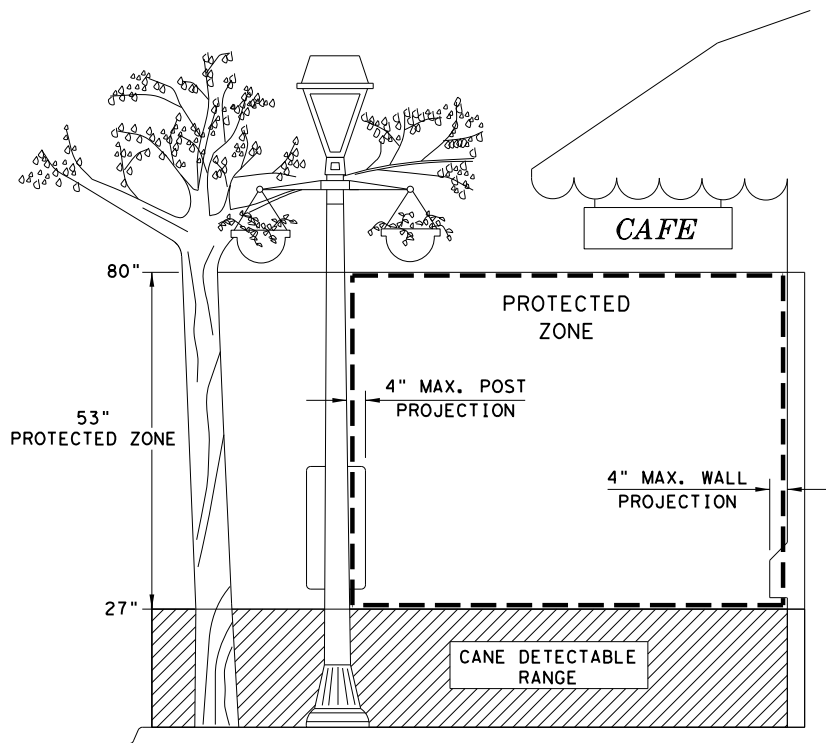 CAFE
80"
PROTECTED
ZONE
4" MAX. POST
PROJECTION
53"
PROTECTED ZONE
4" MAX. WALL
PROJECTION
27"
CANE DETECTABLE
RANGE